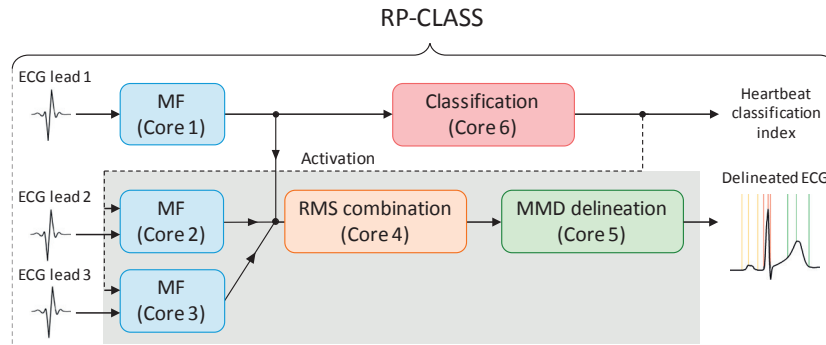 RP-CLASS
ECG lead 1
MF
(Core 1)
Classification
(Core 6)
Heartbeat
classification
index
Activation
ECG lead 2
MF
(Core 2)
RMS combination
(Core 4)
MMD delineation
(Core 5)
Delineated ECG
ECG lead 3
MF
(Core 3)